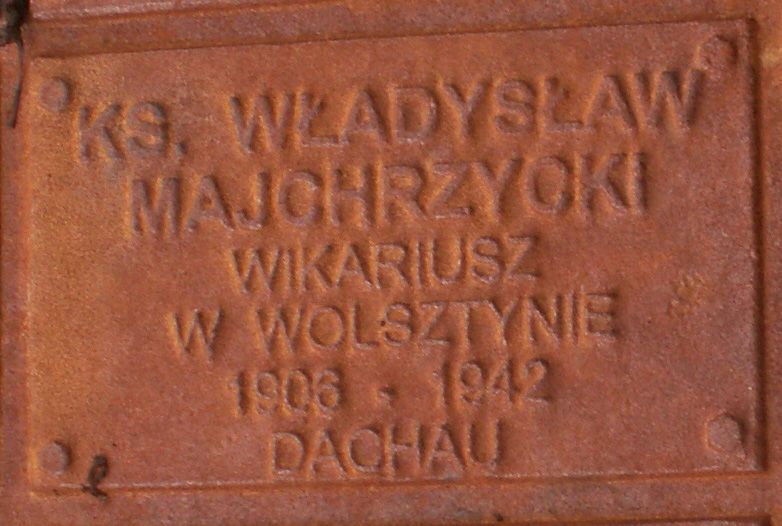 KS. WŁADYSŁAW
MAJCHRZYCKI
WIKARIUSZ
W WOLSZTYNIE
1906 - 1942
DACHAU